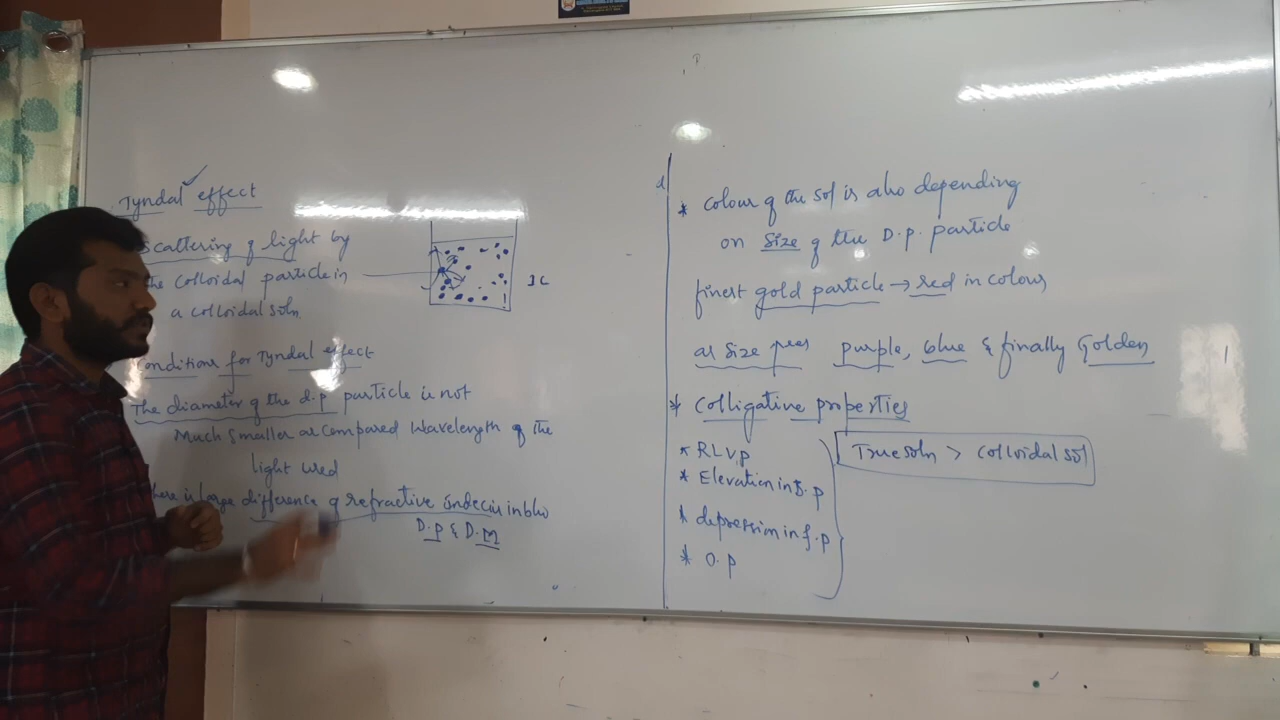 Tyndal effect
Scattering of light by
the colloidal particle in
a colloidal soln.
Conditions for Tyndal effect
The diameter of the d.p particle is not
Much smaller as compared wavelength of the
light used
There is large difference of refractive indecis in b/w
D.P & D.M
* colour of the sol is also depending
on size of the D.p. particle
finest gold particle → red in colour
as size purple, blue & finally Golden
* Colligative properties
* RLVP
* Elevation in B.p
* depression in f.p
* O.p
True soln > colloidal sol